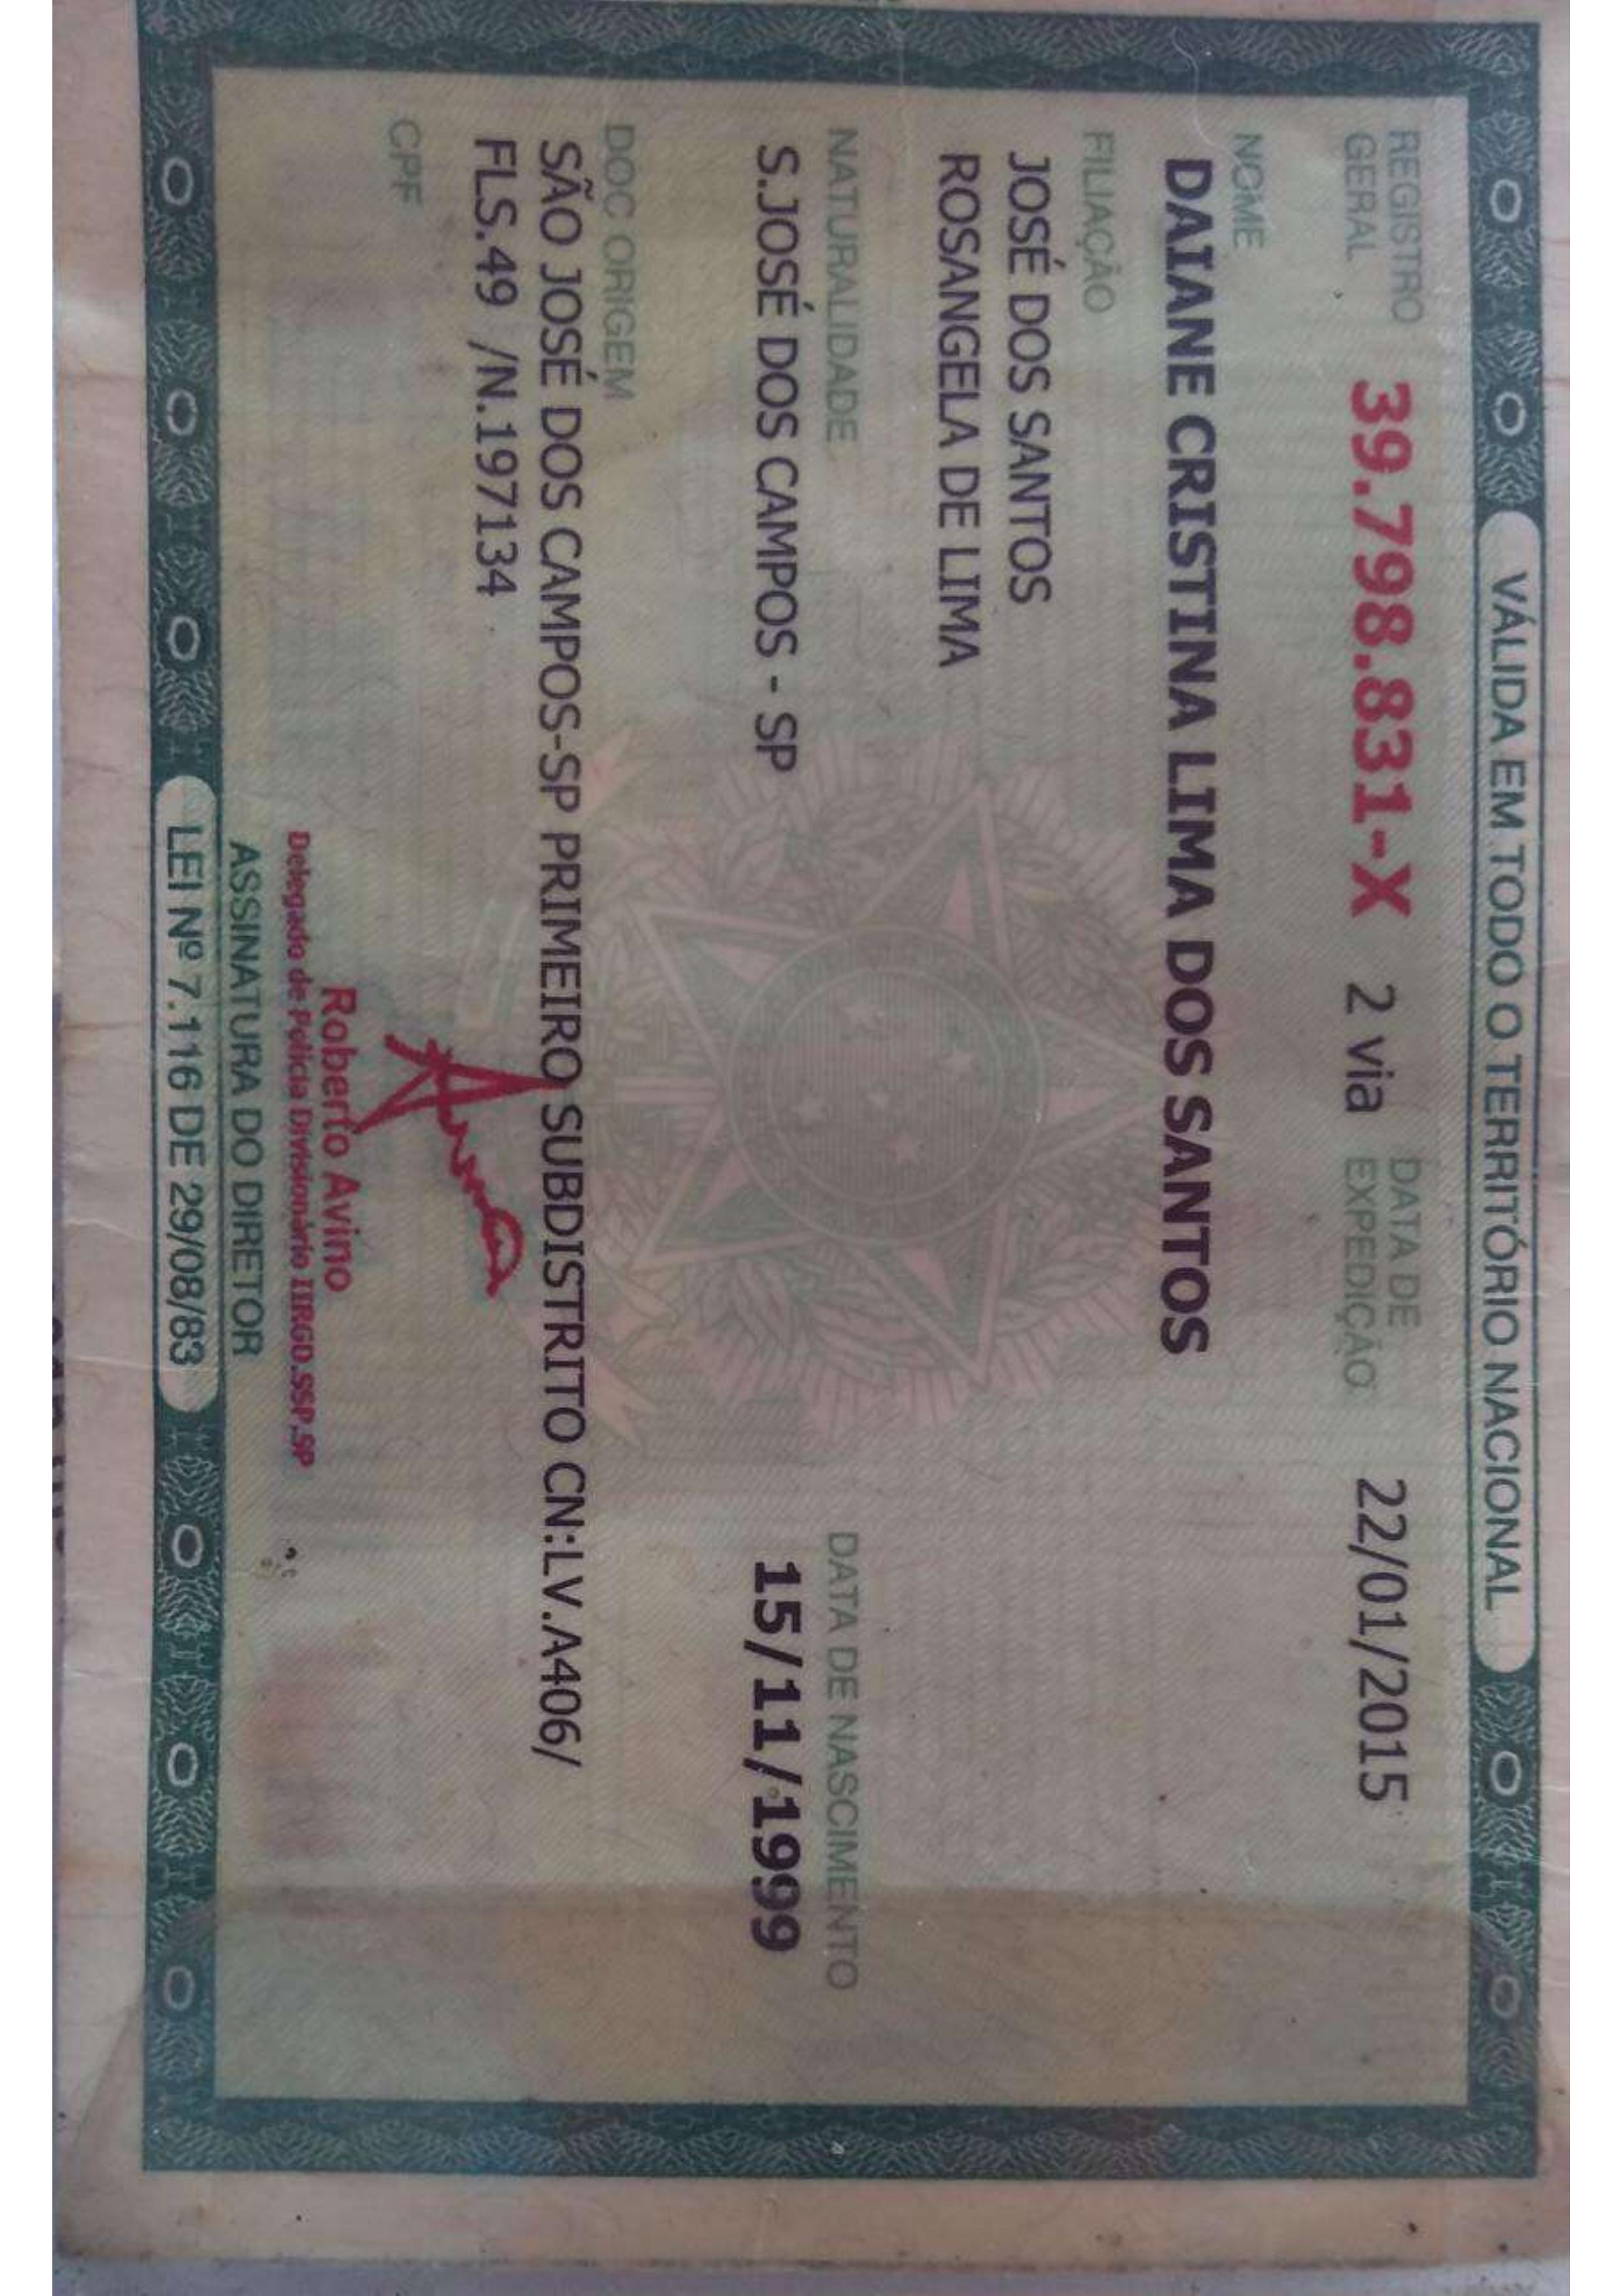 VÁLIDA EM TODO O TERRITÓRIO NACIONAL
REGISTRO GERAL 39.798.831-X 2 via DATA DE EXPEDIÇÃO 22/01/2015
NOME
DAIANE CRISTINA LIMA DOS SANTOS
FILIAÇÃO
JOSÉ DOS SANTOS
ROSANGELA DE LIMA
NATURALIDADE DATA DE NASCIMENTO
S.JOSÉ DOS CAMPOS - SP 15/11/1999
DOC ORIGEM
SÃO JOSÉ DOS CAMPOS-SP PRIMEIRO SUBDISTRITO CN:LV.A406/
FLS.49 /N.197134
CPF
Roberto Avino
Delegado de Polícia Divisionário IIRGD.SSP.SP
ASSINATURA DO DIRETOR
LEI Nº 7.116 DE 29/08/83